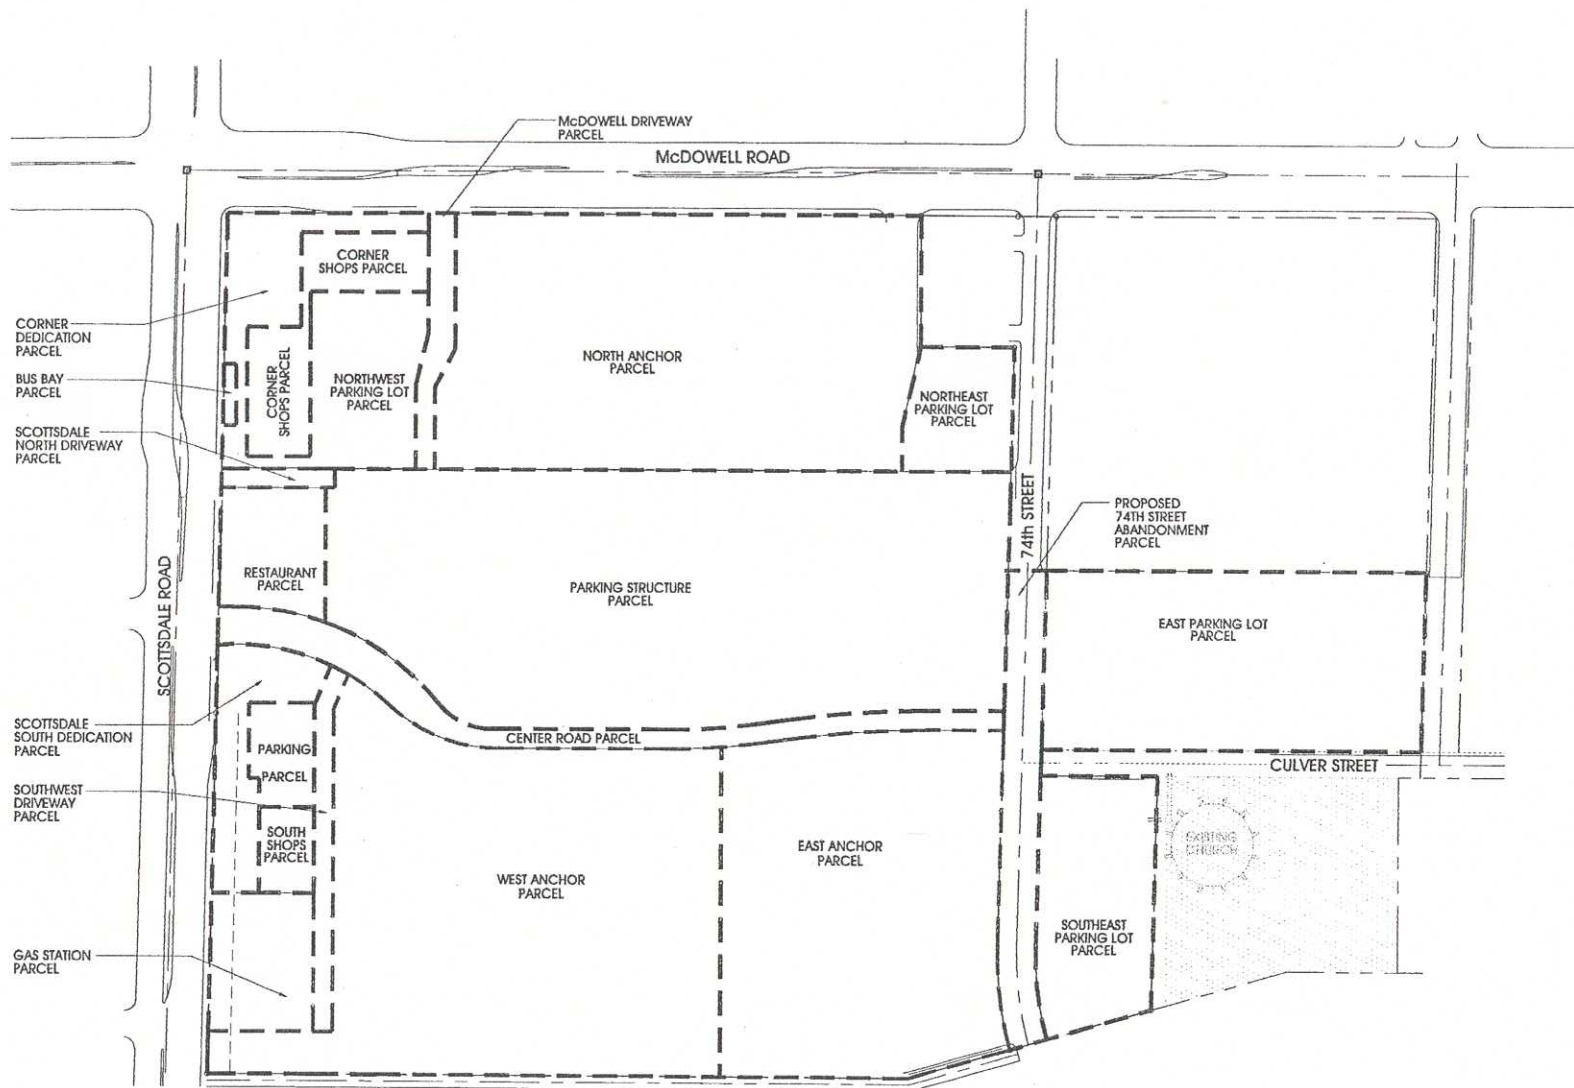 McDOWELL DRIVEWAY
PARCEL
McDOWELL ROAD
CORNER
SHOPS PARCEL
CORNER
DEDICATION
PARCEL
BUS BAY
PARCEL
SCOTTSDALE
NORTH DRIVEWAY
PARCEL
CORNER
SHOPS PARCEL
NORTHWEST
PARKING LOT
PARCEL
NORTH ANCHOR
PARCEL
NORTHEAST
PARKING LOT
PARCEL
74th STREET
PROPOSED
74TH STREET
ABANDONMENT
PARCEL
SCOTTSDALE ROAD
RESTAURANT
PARCEL
PARKING STRUCTURE
PARCEL
EAST PARKING LOT
PARCEL
SCOTTSDALE
SOUTH DEDICATION
PARCEL
PARKING
PARCEL
CENTER ROAD PARCEL
CULVER STREET
SOUTHWEST
DRIVEWAY
PARCEL
SOUTH
SHOPS
PARCEL
WEST ANCHOR
PARCEL
EAST ANCHOR
PARCEL
EXISTING
CHURCH
SOUTHEAST
PARKING LOT
PARCEL
GAS STATION
PARCEL